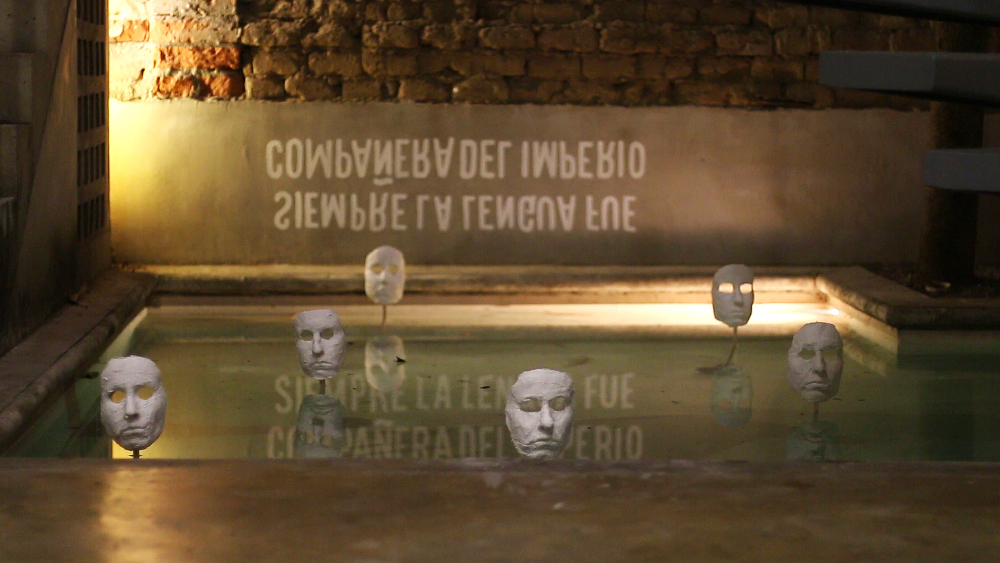 SIEMPRE LA LENGUA FUE
COMPAÑERA DEL IMPERIO